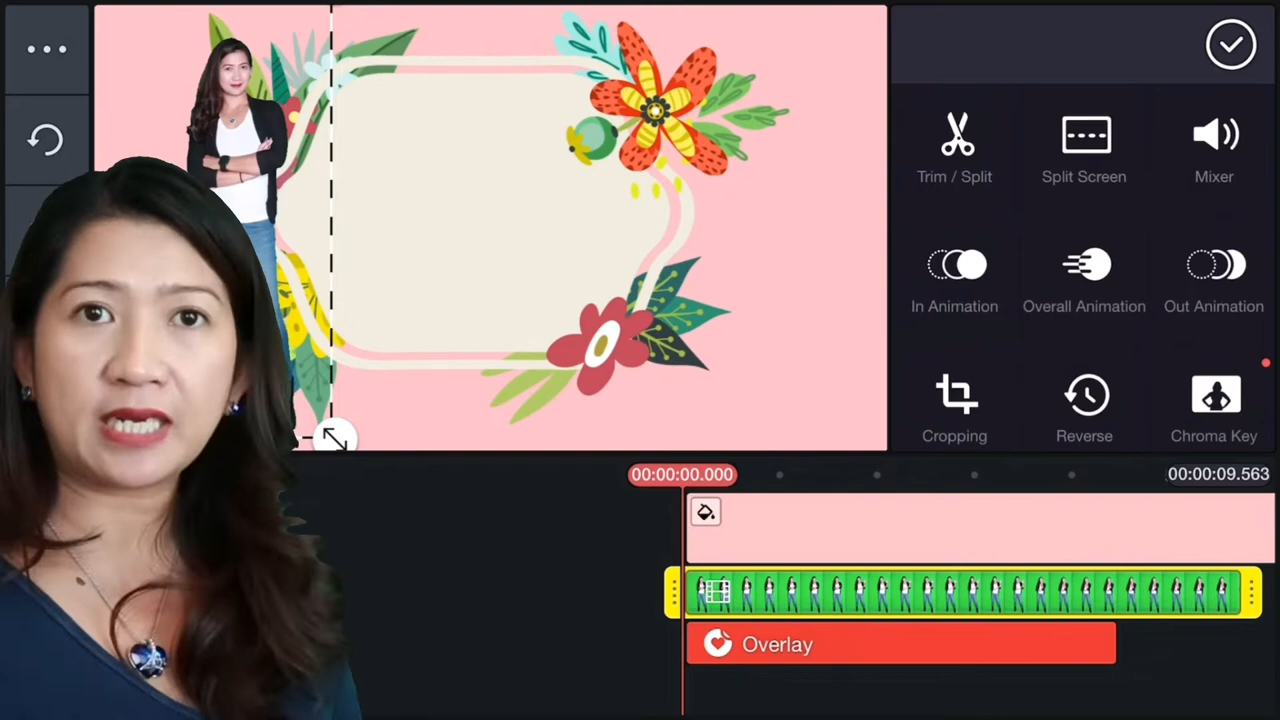 Trim / Split
Split Screen
Mixer
In Animation
Overall Animation
Out Animation
Cropping
Reverse
Chroma Key
00:00:00.000
00:00:09.563
Overlay